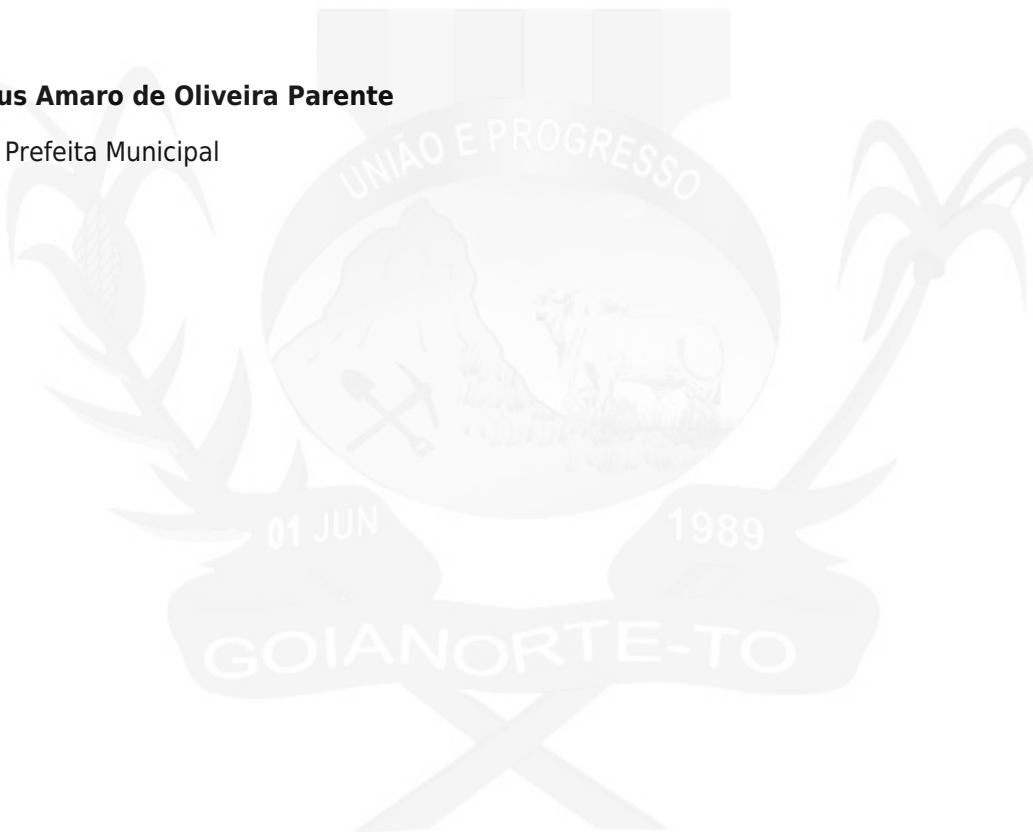 us Amaro de Oliveira Parente
Prefeita Municipal
UNIÃO E PROGRESSO
01 JUN 1989
GOIANORTE-TO